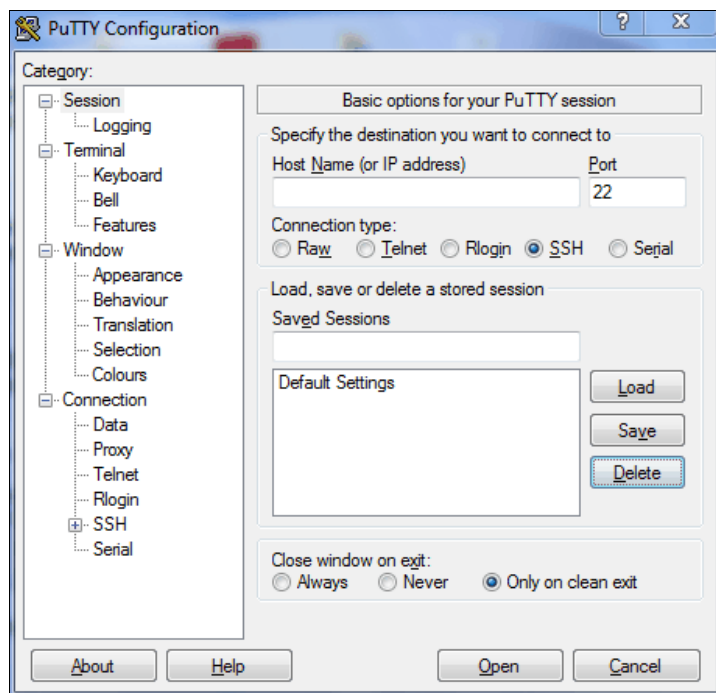 PuTTY Configuration
Category:
Session
Logging
Terminal
Keyboard
Bell
Features
Window
Appearance
Behaviour
Translation
Selection
Colours
Connection
Data
Proxy
Telnet
Rlogin
SSH
Serial
Basic options for your PuTTY session
Specify the destination you want to connect to
Host Name (or IP address) Port
22
Connection type:
Raw Telnet Rlogin SSH Serial
Load, save or delete a stored session
Saved Sessions
Default Settings
Load
Save
Delete
Close window on exit:
Always Never Only on clean exit
About Help Open Cancel